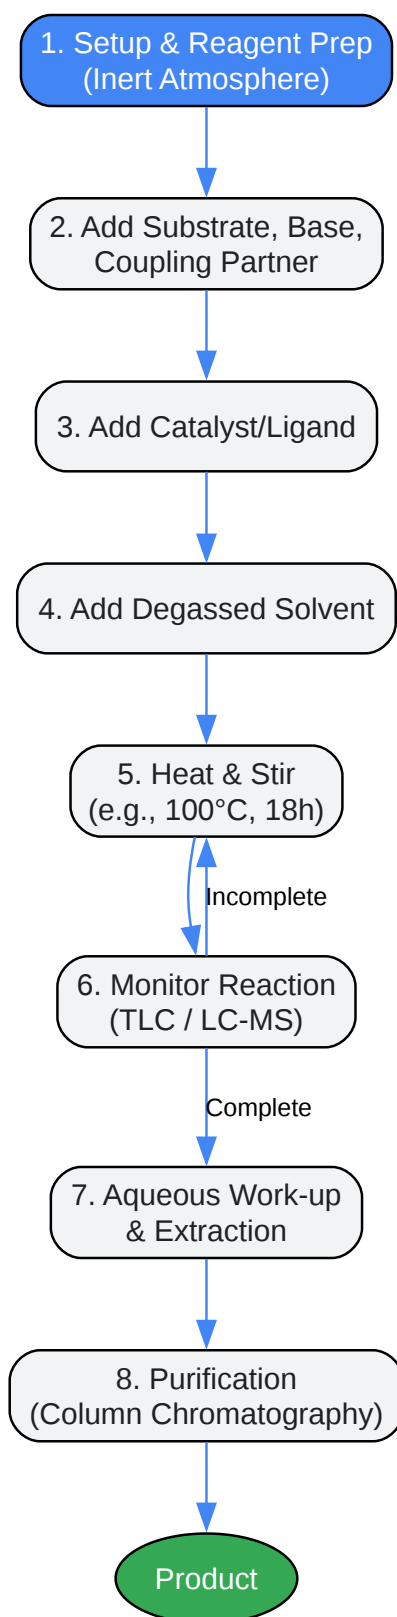 1. Setup & Reagent Prep
(Inert Atmosphere)
2. Add Substrate, Base,
Coupling Partner
3. Add Catalyst/Ligand
4. Add Degassed Solvent
5. Heat & Stir
(e.g., 100°C, 18h)
Incomplete
6. Monitor Reaction
(TLC / LC-MS)
Complete
7. Aqueous Work-up
& Extraction
8. Purification
(Column Chromatography)
Product